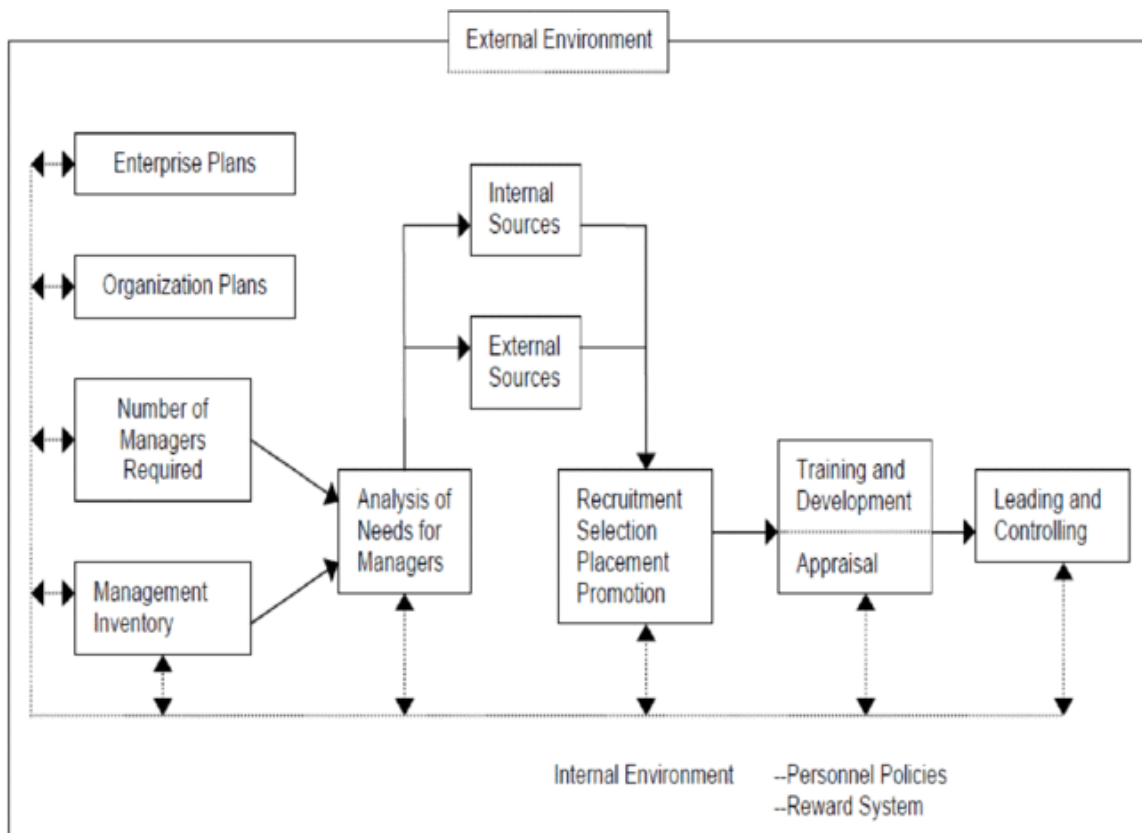 External Environment
Enterprise Plans
Organization Plans
Number of
Managers
Required
Management
Inventory
Analysis of
Needs for
Managers
Internal
Sources
External
Sources
Recruitment
Selection
Placement
Promotion
Training and
Development
Appraisal
Leading and
Controlling
Internal Environment --Personnel Policies
--Reward System